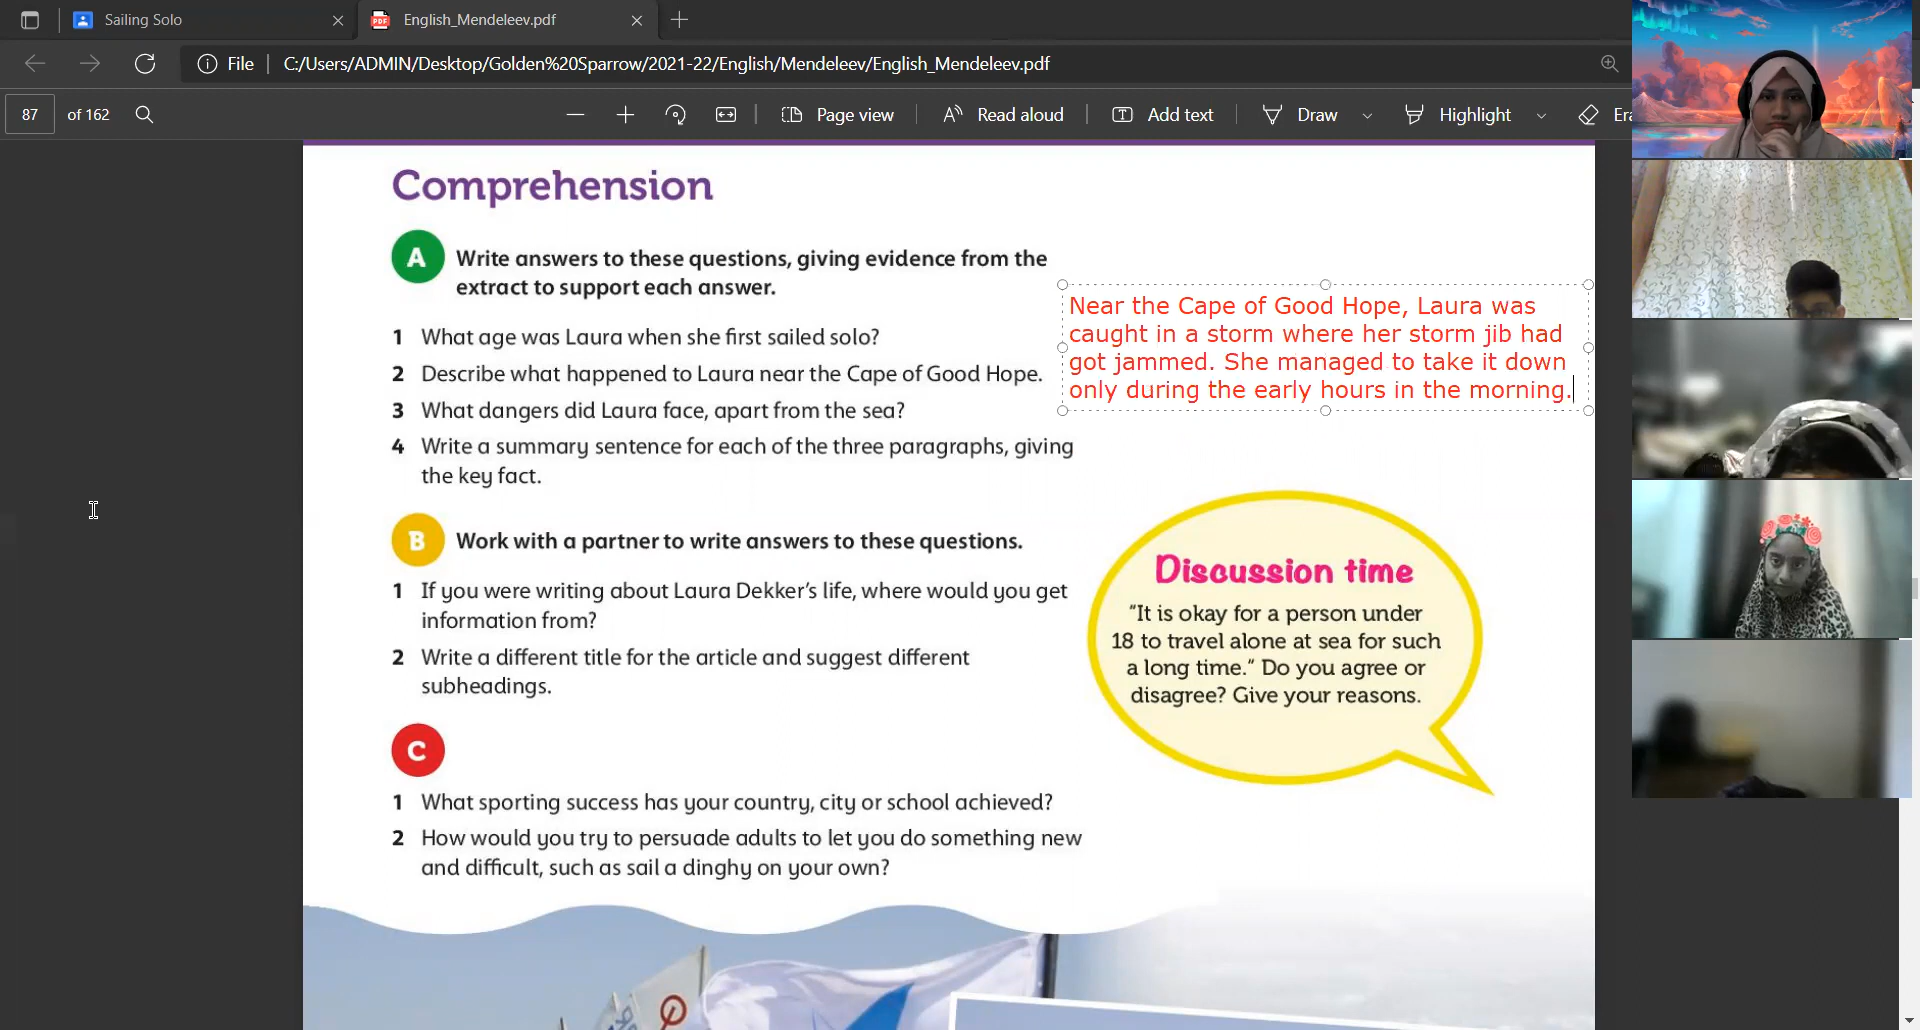 Sailing Solo
English_Mendeleev.pdf
File
C:/Users/ADMIN/Desktop/Golden%20Sparrow/2021-22/English/Mendeleev/English_Mendeleev.pdf
87 of 162
Page view
Read aloud
Add text
Draw
Highlight
Comprehension
A
Write answers to these questions, giving evidence from the
extract to support each answer.
1 What age was Laura when she first sailed solo?
2 Describe what happened to Laura near the Cape of Good Hope.
3 What dangers did Laura face, apart from the sea?
4 Write a summary sentence for each of the three paragraphs, giving
the key fact.
Near the Cape of Good Hope, Laura was
caught in a storm where her storm jib had
got jammed. She managed to take it down
only during the early hours in the morning.
B
Work with a partner to write answers to these questions.
1 If you were writing about Laura Dekker's life, where would you get
information from?
2 Write a different title for the article and suggest different
subheadings.
Discussion time
"It is okay for a person under
18 to travel alone at sea for such
a long time." Do you agree or
disagree? Give your reasons.
C
1 What sporting success has your country, city or school achieved?
2 How would you try to persuade adults to let you do something new
and difficult, such as sail a dinghy on your own?